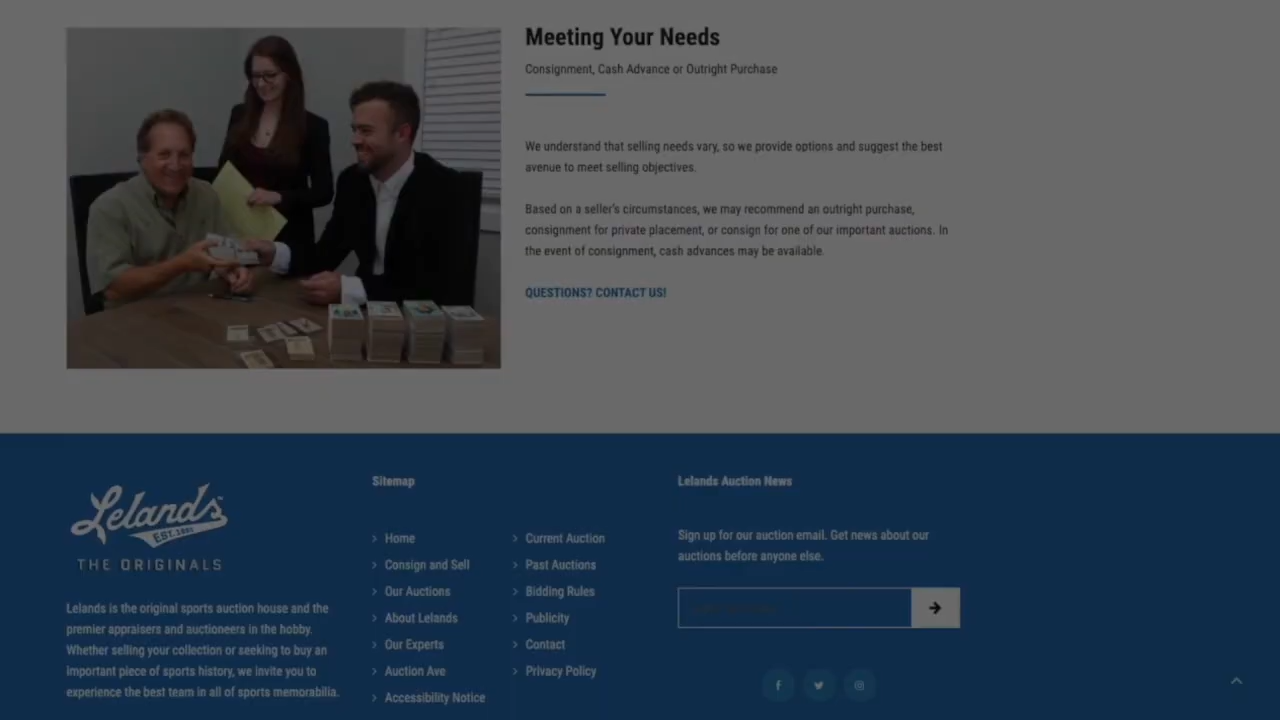 Meeting Your Needs
Consignment, Cash Advance or Outright Purchase
We understand that selling needs vary, so we provide options and suggest the best
avenue to meet selling objectives.
Based on a seller's circumstances, we may recommend an outright purchase,
consignment for private placement, or consign for one of our important auctions. In
the event of consignment, cash advances may be available.
QUESTIONS? CONTACT US!
Lelands
EST.
THE ORIGINALS
Lelands is the original sports auction house and the
premier appraisers and auctioneers in the hobby.
Whether selling your collection or seeking to buy an
important piece of sports history, we invite you to
experience the best team in all of sports memorabilia.
Sitemap
Home
Consign and Sell
Our Auctions
About Lelands
Our Experts
Auction Ave
Accessibility Notice
Current Auction
Past Auctions
Bidding Rules
Publicity
Contact
Privacy Policy
Lelands Auction News
Sign up for our auction email. Get news about our
auctions before anyone else.